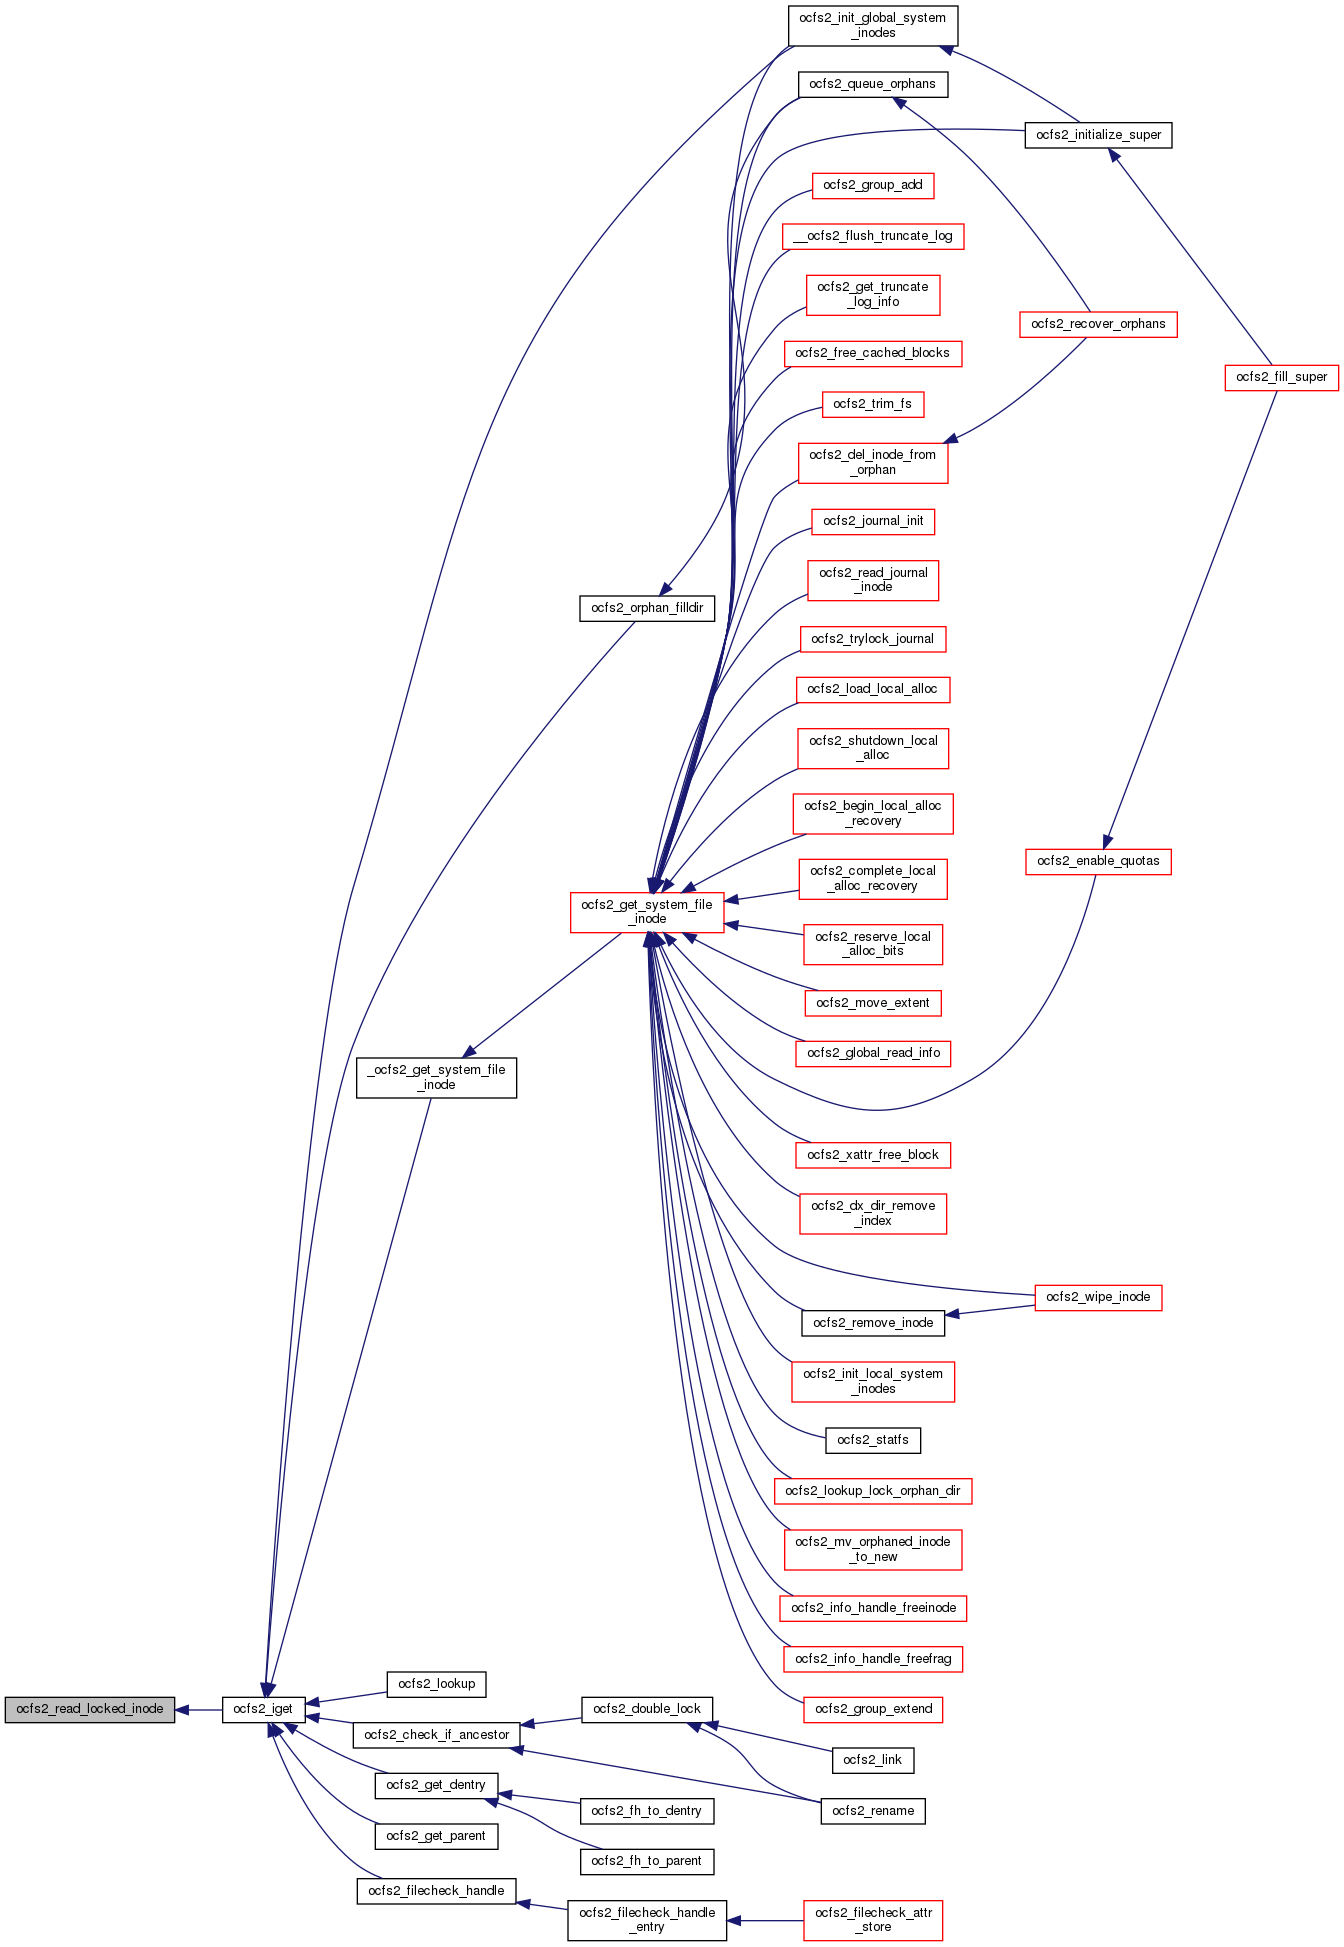 ocfs2_init_global_system
_inodes
ocfs2_queue_orphans
ocfs2_initialize_super
ocfs2_group_add
__ocfs2_flush_truncate_log
ocfs2_get_truncate
_log_info
ocfs2_recover_orphans
ocfs2_free_cached_blocks
ocfs2_fill_super
ocfs2_trim_fs
ocfs2_del_inode_from
_orphan
ocfs2_journal_init
ocfs2_read_journal
_inode
ocfs2_orphan_filldir
ocfs2_trylock_journal
ocfs2_load_local_alloc
ocfs2_shutdown_local
_alloc
ocfs2_begin_local_alloc
_recovery
ocfs2_enable_quotas
ocfs2_complete_local
_alloc_recovery
ocfs2_get_system_file
_inode
ocfs2_reserve_local
_alloc_bits
ocfs2_move_extent
ocfs2_global_read_info
_ocfs2_get_system_file
_inode
ocfs2_xattr_free_block
ocfs2_dx_dir_remove
_index
ocfs2_wipe_inode
ocfs2_remove_inode
ocfs2_init_local_system
_inodes
ocfs2_statfs
ocfs2_lookup_lock_orphan_dir
ocfs2_mv_orphaned_inode
_to_new
ocfs2_info_handle_freeinode
ocfs2_info_handle_freefrag
ocfs2_lookup
ocfs2_read_locked_inode
ocfs2_iget
ocfs2_double_lock
ocfs2_group_extend
ocfs2_check_if_ancestor
ocfs2_link
ocfs2_get_dentry
ocfs2_fh_to_dentry
ocfs2_rename
ocfs2_get_parent
ocfs2_fh_to_parent
ocfs2_filecheck_handle
ocfs2_filecheck_handle
_entry
ocfs2_filecheck_attr
_store